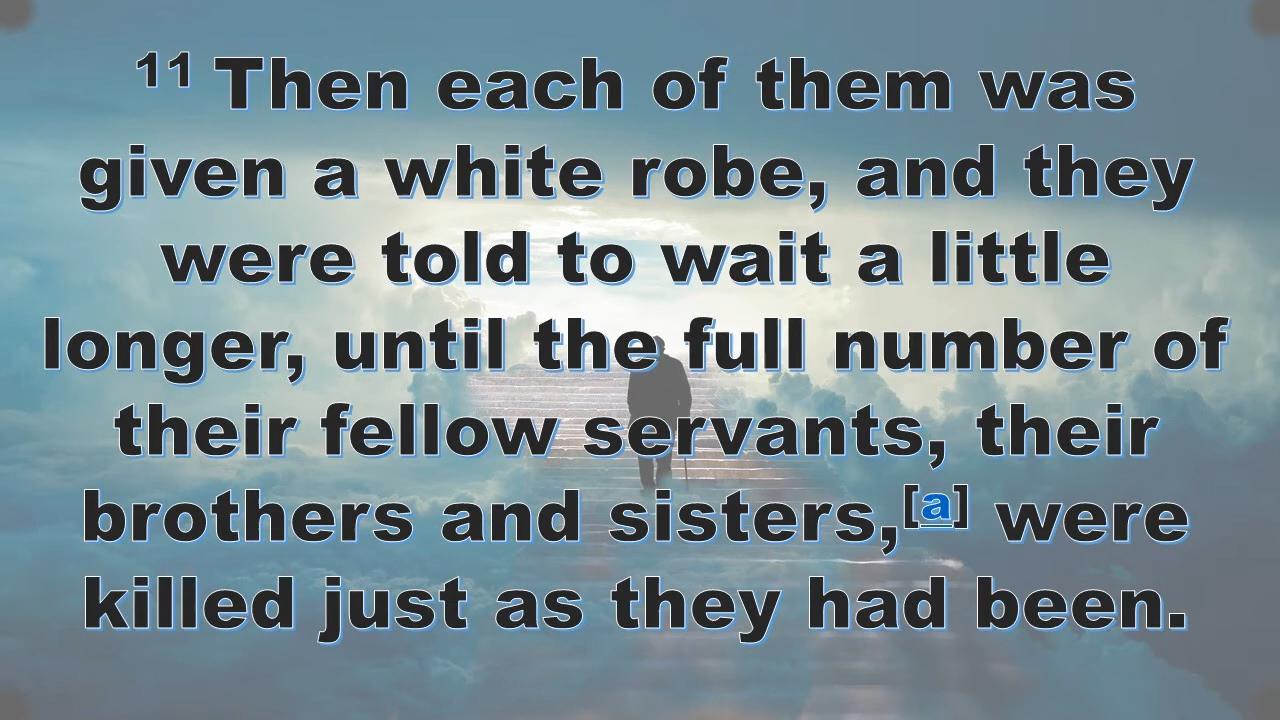 11 Then each of them was
given a white robe, and they
were told to wait a little
longer, until the full number of
their fellow servants, their
brothers and sisters,[a] were
killed just as they had been.